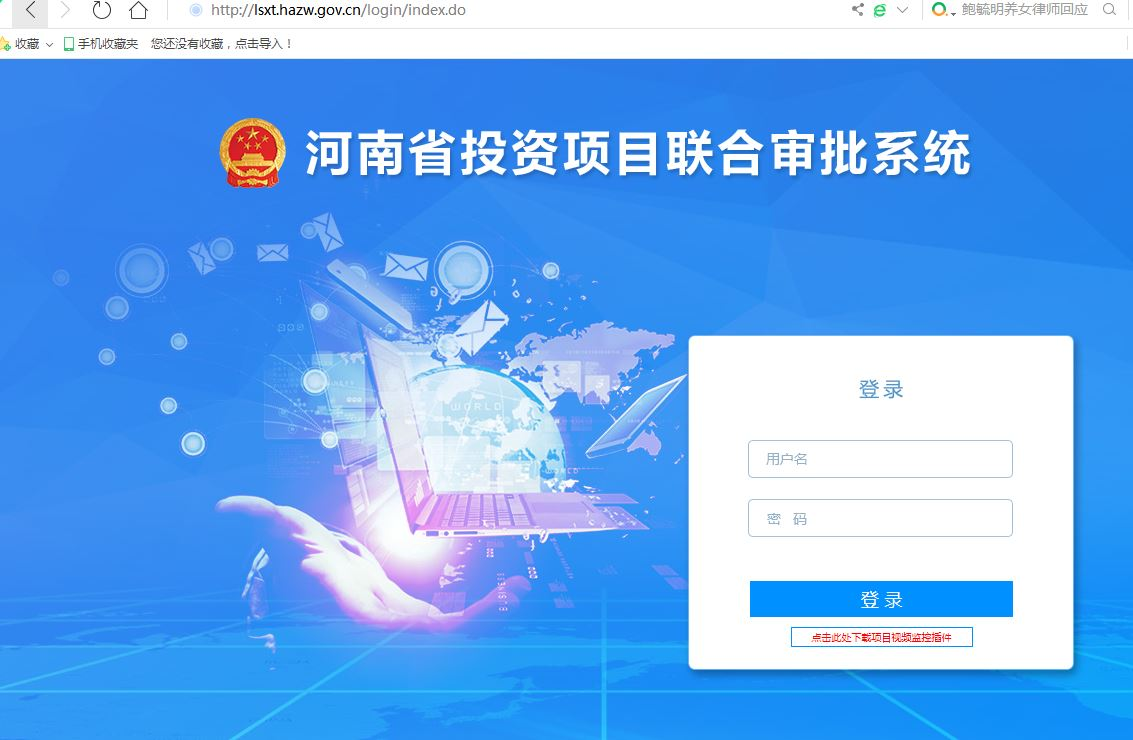 http://lsxt.hazw.gov.cn/login/index.do
鲍毓明养女律师回应
收藏 手机收藏夹 您还没有收藏，点击导入！
河南省投资项目联合审批系统
登录
用户名
密 码
登录
点击此处下载项目视频监控插件
WORLD
WORLD
BUSINESS